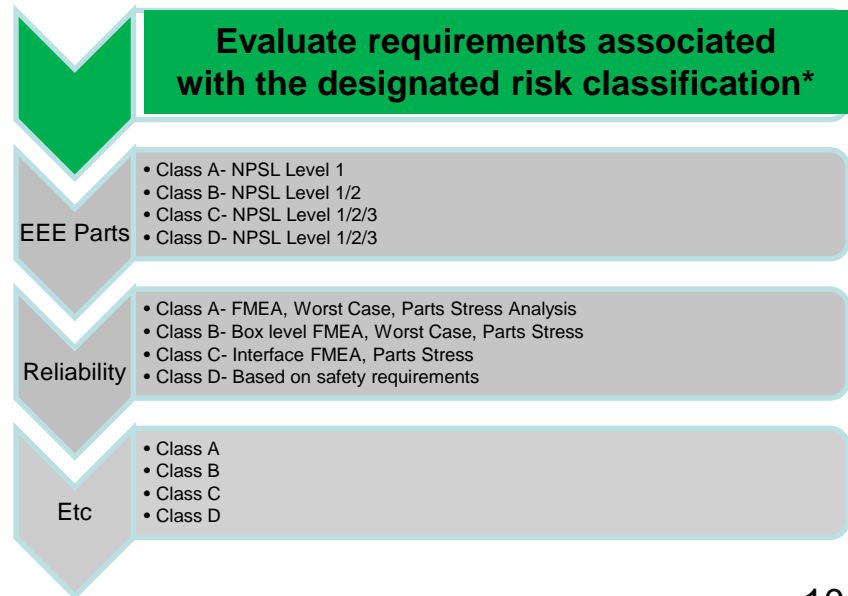 Evaluate requirements associated
with the designated risk classification*
EEE Parts
• Class A- NPSL Level 1
• Class B- NPSL Level 1/2
• Class C- NPSL Level 1/2/3
• Class D- NPSL Level 1/2/3
Reliability
• Class A- FMEA, Worst Case, Parts Stress Analysis
• Class B- Box level FMEA, Worst Case, Parts Stress
• Class C- Interface FMEA, Parts Stress
• Class D- Based on safety requirements
Etc
• Class A
• Class B
• Class C
• Class D